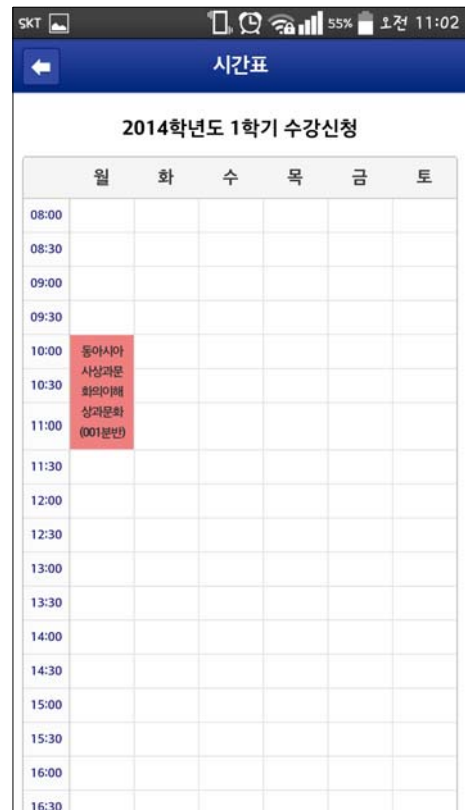 SKT 55% 오전 11:02
시간표
2014학년도 1학기 수강신청
월 화 수 목 금 토
08:00
08:30
09:00
09:30
10:00 동아시아
사상과문
10:30 화의이해
상과문화
11:00 (001분반)
11:30
12:00
12:30
13:00
13:30
14:00
14:30
15:00
15:30
16:00
16:30